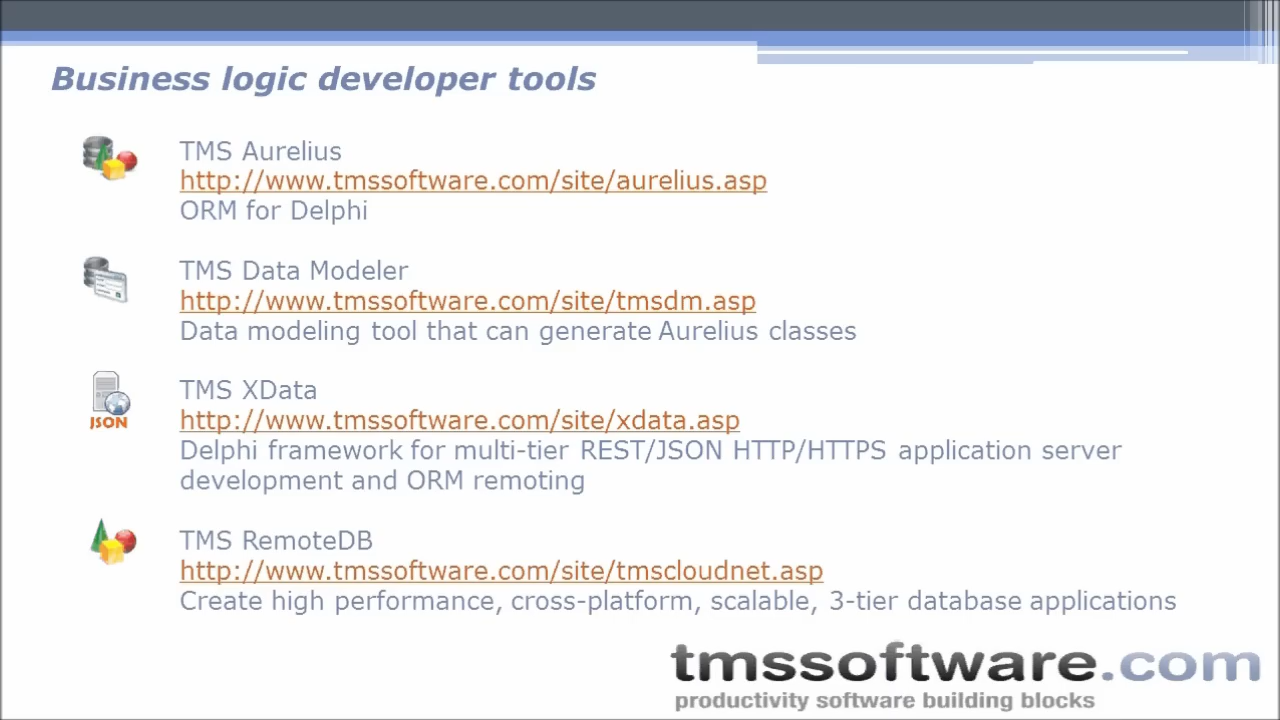 Business logic developer tools
TMS Aurelius
http://www.tmssoftware.com/site/aurelius.asp
ORM for Delphi
TMS Data Modeler
http://www.tmssoftware.com/site/tmsdm.asp
Data modeling tool that can generate Aurelius classes
JSON
TMS XData
http://www.tmssoftware.com/site/xdata.asp
Delphi framework for multi-tier REST/JSON HTTP/HTTPS application server
development and ORM remoting
TMS RemoteDB
http://www.tmssoftware.com/site/tmscloudnet.asp
Create high performance, cross-platform, scalable, 3-tier database applications
tmssoftware.com
productivity software building blocks